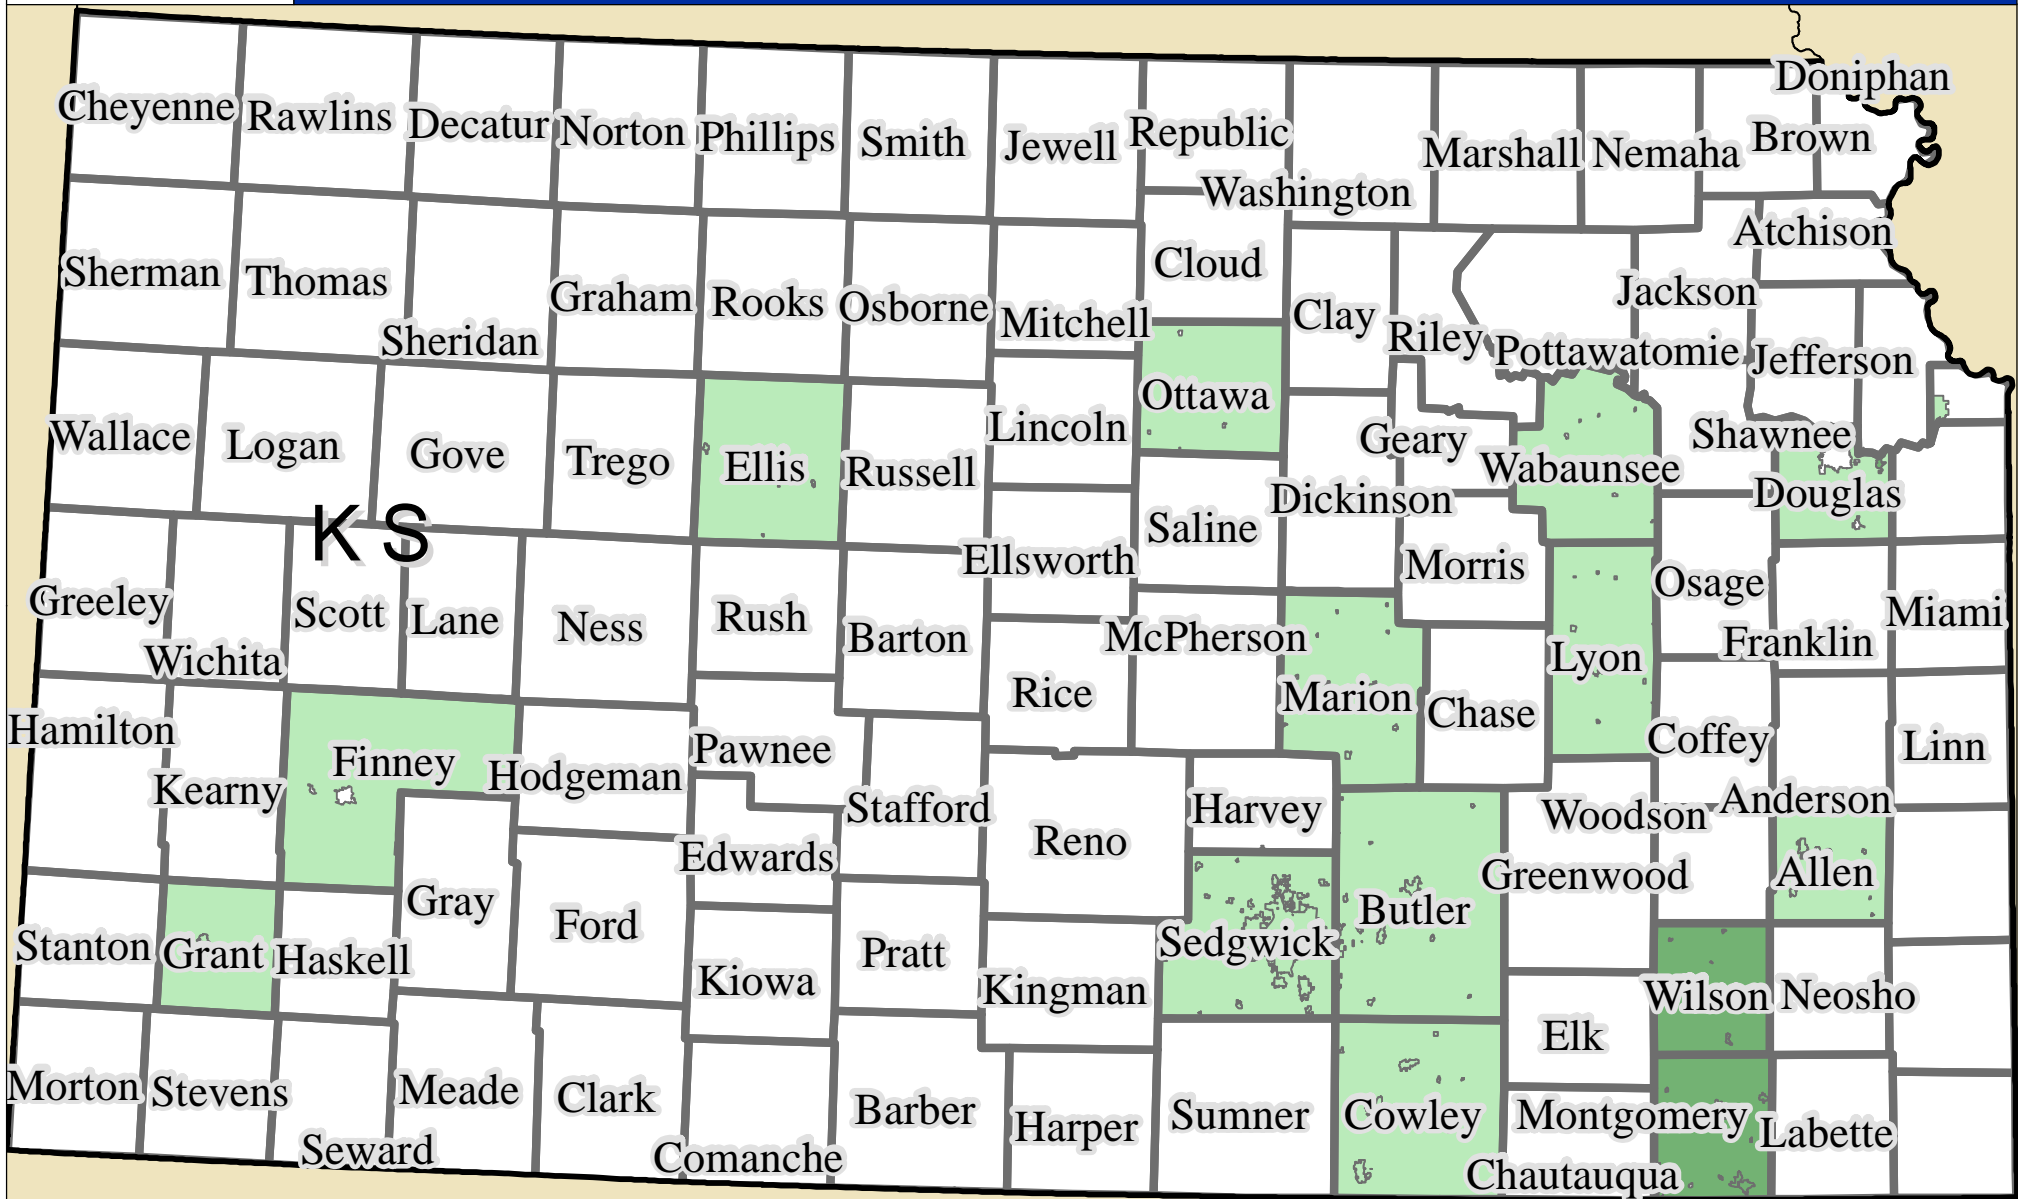 Doniphan
Cheyenne
Rawlins
Decatur
Norton
Phillips
Smith
Jewell
Republic
Marshall
Nemaha
Brown
Washington
Atchison
Sherman
Thomas
Sheridan
Graham
Rooks
Osborne
Mitchell
Cloud
Clay
Riley
Pottawatomie
Jackson
Jefferson
Wallace
Logan
Gove
Trego
Ellis
Russell
Lincoln
Ottawa
Geary
Wabaunsee
Shawnee
Douglas
KS
Dickinson
Saline
Ellsworth
Morris
Osage
Franklin
Miami
Greeley
Wichita
Scott
Lane
Ness
Rush
Barton
McPherson
Rice
Marion
Chase
Lyon
Coffey
Linn
Hamilton
Kearny
Finney
Hodgeman
Pawnee
Stafford
Edwards
Reno
Harvey
Woodson
Anderson
Greenwood
Allen
Stanton
Grant
Haskell
Gray
Ford
Kiowa
Pratt
Kingman
Sedgwick
Butler
Wilson
Neosho
Elk
Morton
Stevens
Seward
Meade
Clark
Comanche
Barber
Harper
Sumner
Cowley
Montgomery
Labette
Chautauqua